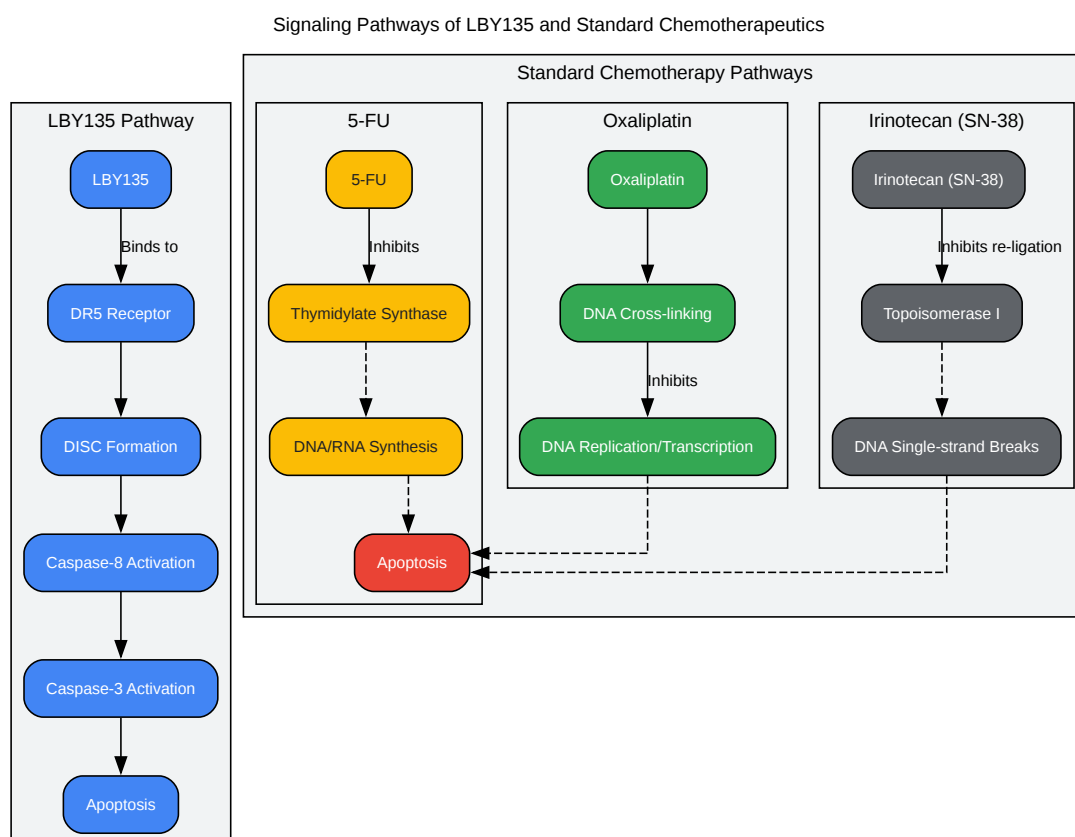 Signaling Pathways of LBY135 and Standard Chemotherapeutics
LBY135 Pathway
LBY135
Binds to
DR5 Receptor
DISC Formation
Caspase-8 Activation
Caspase-3 Activation
Apoptosis
Standard Chemotherapy Pathways
5-FU
5-FU
Inhibits
Thymidylate Synthase
DNA/RNA Synthesis
Apoptosis
Oxaliplatin
Oxaliplatin
DNA Cross-linking
Inhibits
DNA Replication/Transcription
Irinotecan (SN-38)
Irinotecan (SN-38)
Inhibits re-ligation
Topoisomerase I
DNA Single-strand Breaks